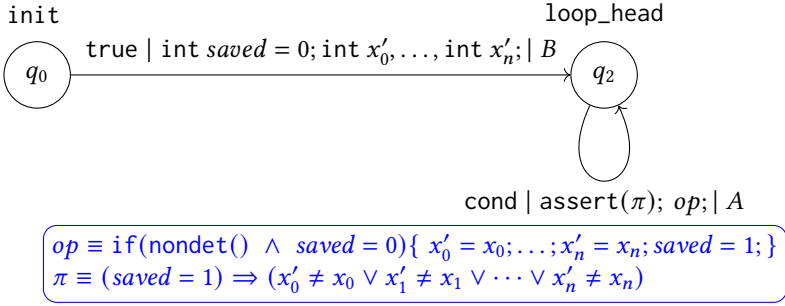 init
loop_head
true | int saved = 0; int x′₀, …, int x′ₙ; | B
q₀
q₂
cond | assert(π); op; | A
op ≡ if(nondet() ∧ saved = 0){ x′₀ = x₀; …; x′ₙ = xₙ; saved = 1; }
π ≡ (saved = 1) ⇒ (x′₀ ≠ x₀ ∨ x′₁ ≠ x₁ ∨ ⋯ ∨ x′ₙ ≠ xₙ)